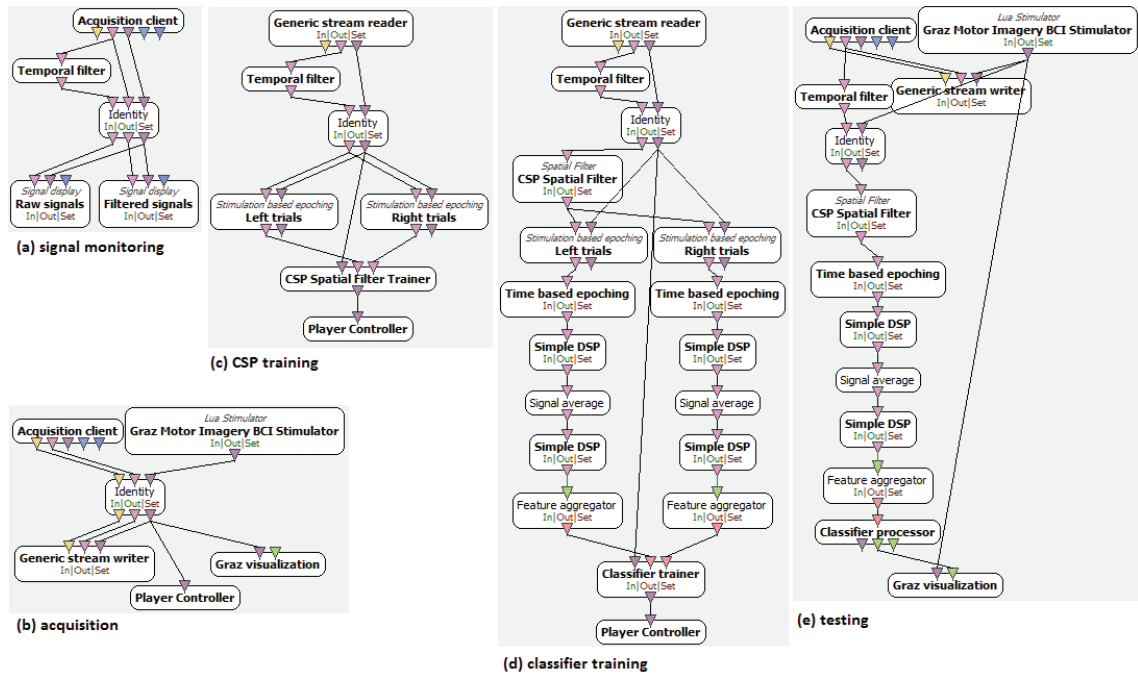 Acquisition client
Temporal filter
Identity
In|Out|Set
Signal display
Raw signals
In|Out|Set
Signal display
Filtered signals
In|Out|Set
(a) signal monitoring
Acquisition client
Lua Stimulator
Graz Motor Imagery BCI Stimulator
In|Out|Set
Identity
In|Out|Set
Generic stream writer
In|Out|Set
Graz visualization
Player Controller
(b) acquisition
Generic stream reader
In|Out|Set
Temporal filter
Identity
In|Out|Set
Stimulation based epoching
Left trials
Stimulation based epoching
Right trials
CSP Spatial Filter Trainer
Player Controller
(c) CSP training
Generic stream reader
In|Out|Set
Temporal filter
Identity
In|Out|Set
Spatial Filter
CSP Spatial Filter
In|Out|Set
Stimulation based epoching
Left trials
Stimulation based epoching
Right trials
Time based epoching
In|Out|Set
Time based epoching
In|Out|Set
Simple DSP
In|Out|Set
Simple DSP
In|Out|Set
Signal average
Signal average
Simple DSP
In|Out|Set
Simple DSP
In|Out|Set
Feature aggregator
In|Out|Set
Feature aggregator
In|Out|Set
Classifier trainer
In|Out|Set
Player Controller
(d) classifier training
Acquisition client
Lua Stimulator
Graz Motor Imagery BCI Stimulator
In|Out|Set
Temporal filter
Generic stream writer
In|Out|Set
Identity
In|Out|Set
Spatial Filter
CSP Spatial Filter
In|Out|Set
Time based epoching
In|Out|Set
Simple DSP
In|Out|Set
Signal average
Simple DSP
In|Out|Set
Feature aggregator
In|Out|Set
Classifier processor
Graz visualization
(e) testing